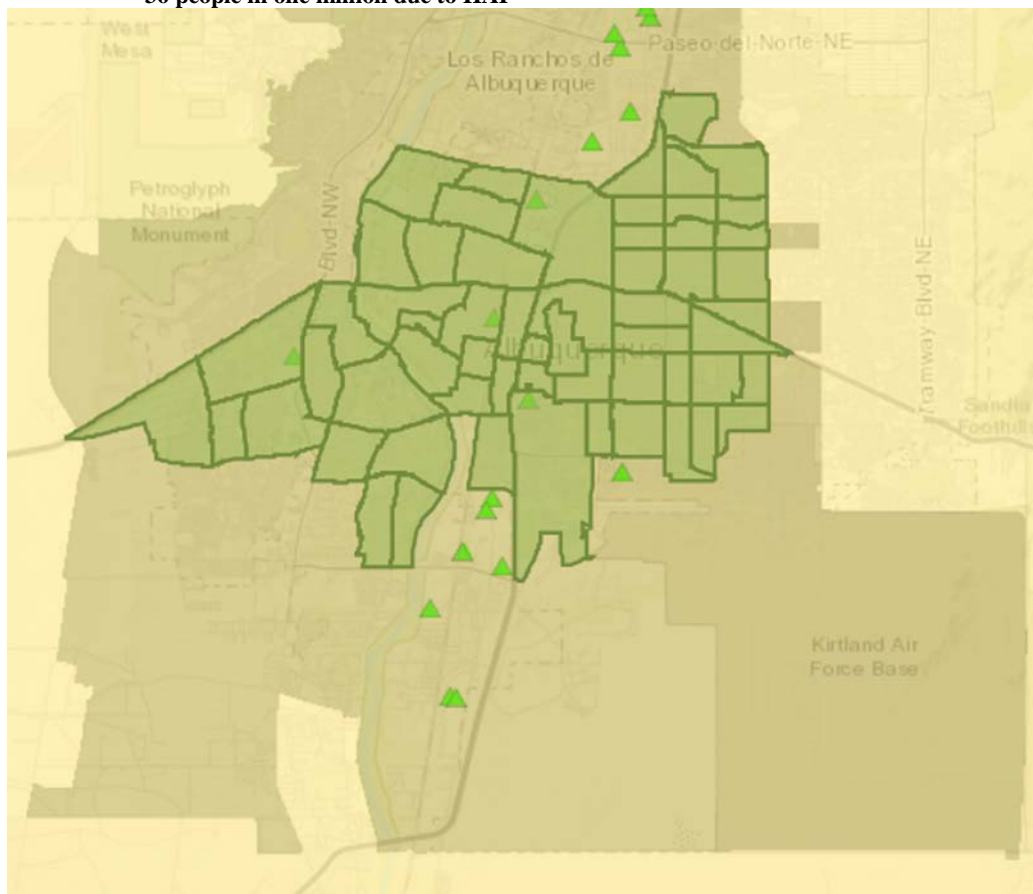 30 people in one million due to HAP
West
Mesa
Paseo-del-Norte-NE
Los Ranchos de
Albuquerque
Petroglyph
National
Monument
Blvd-NW
Tramway-Blvd-NE
Albuquerque
Sandia
Foothills
Kirtland Air
Force Base